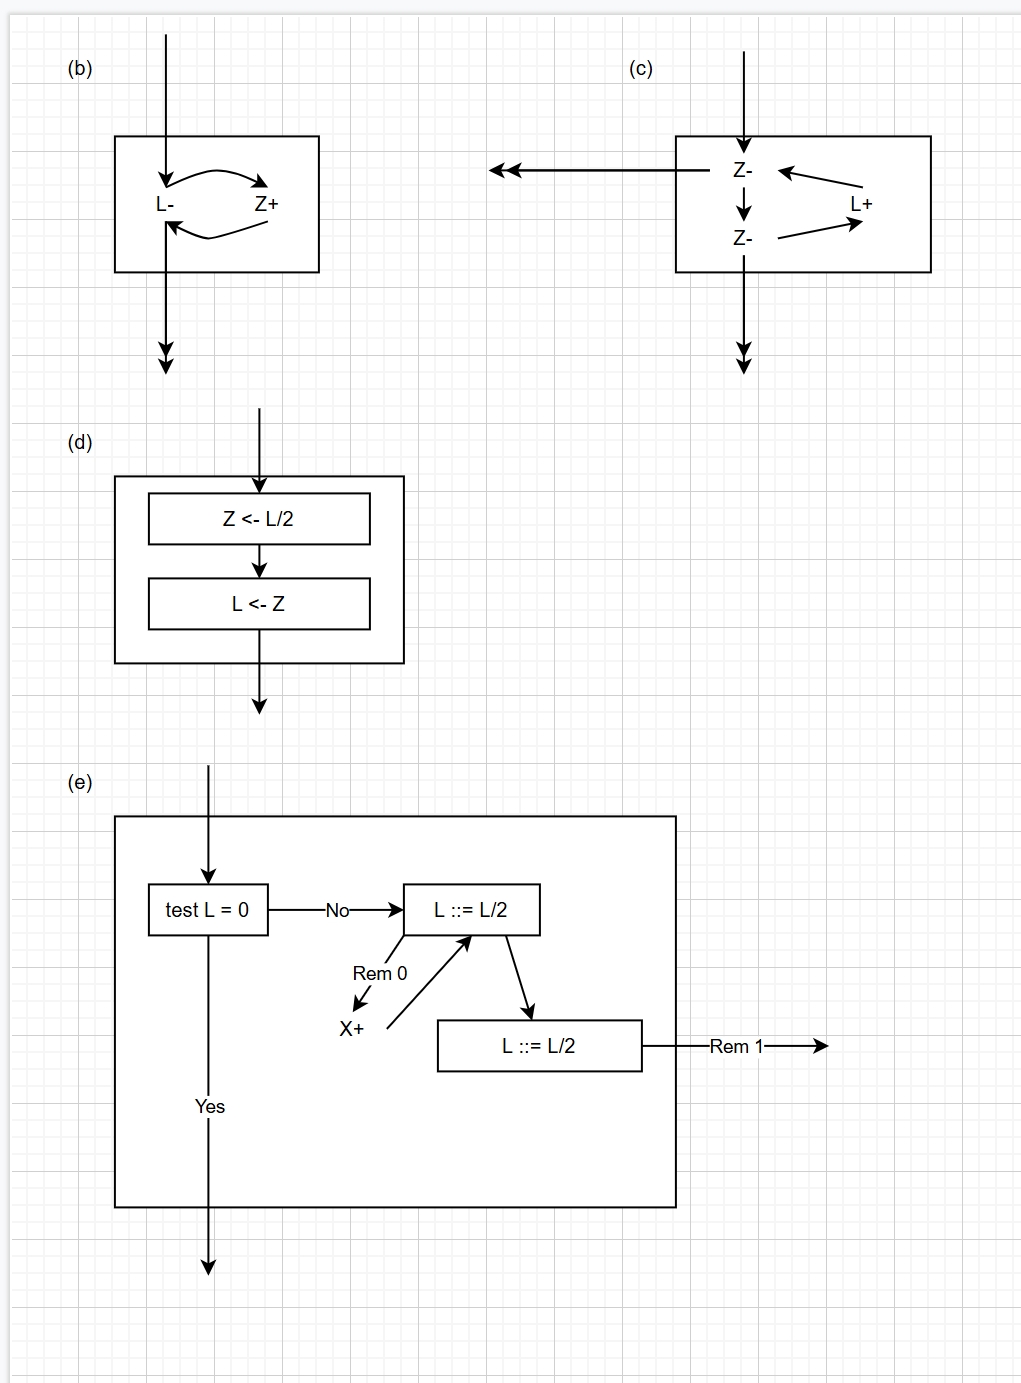 (b)
(c)
L-
Z+
Z-
L+
Z-
(d)
Z <- L/2
L <- Z
(e)
test L = 0
No
L ::= L/2
Rem 0
X+
L ::= L/2
Rem 1
Yes